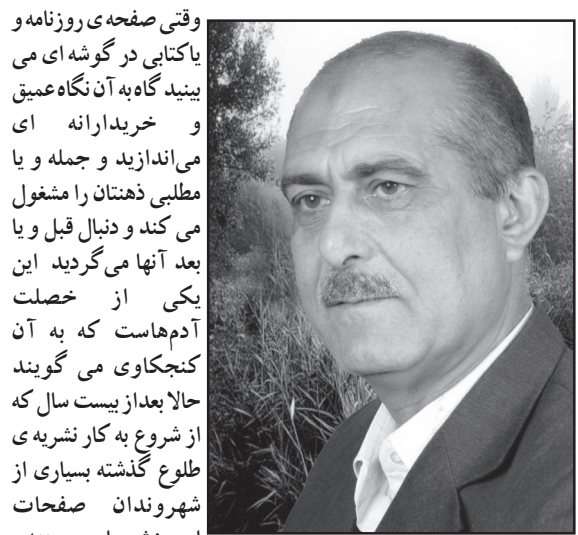 وقتی صفحه ی روزنامه و
یاکتابی در گوشه ای می
بینید گاه به آن نگاه عمیق
و خریدارانه ای
می‌اندازید و جمله و یا
مطلبی ذهنتان را مشغول
می کند و دنبال قبل و یا
بعد آنها می‌گردید این
یکی از خصلت
آدم‌هاست که به آن
کنجکاوی می گویند
حالا بعداز بیست سال که
از شروع به کار نشریه ی
طلوع گذشته بسیاری از
شهروندان صفحات